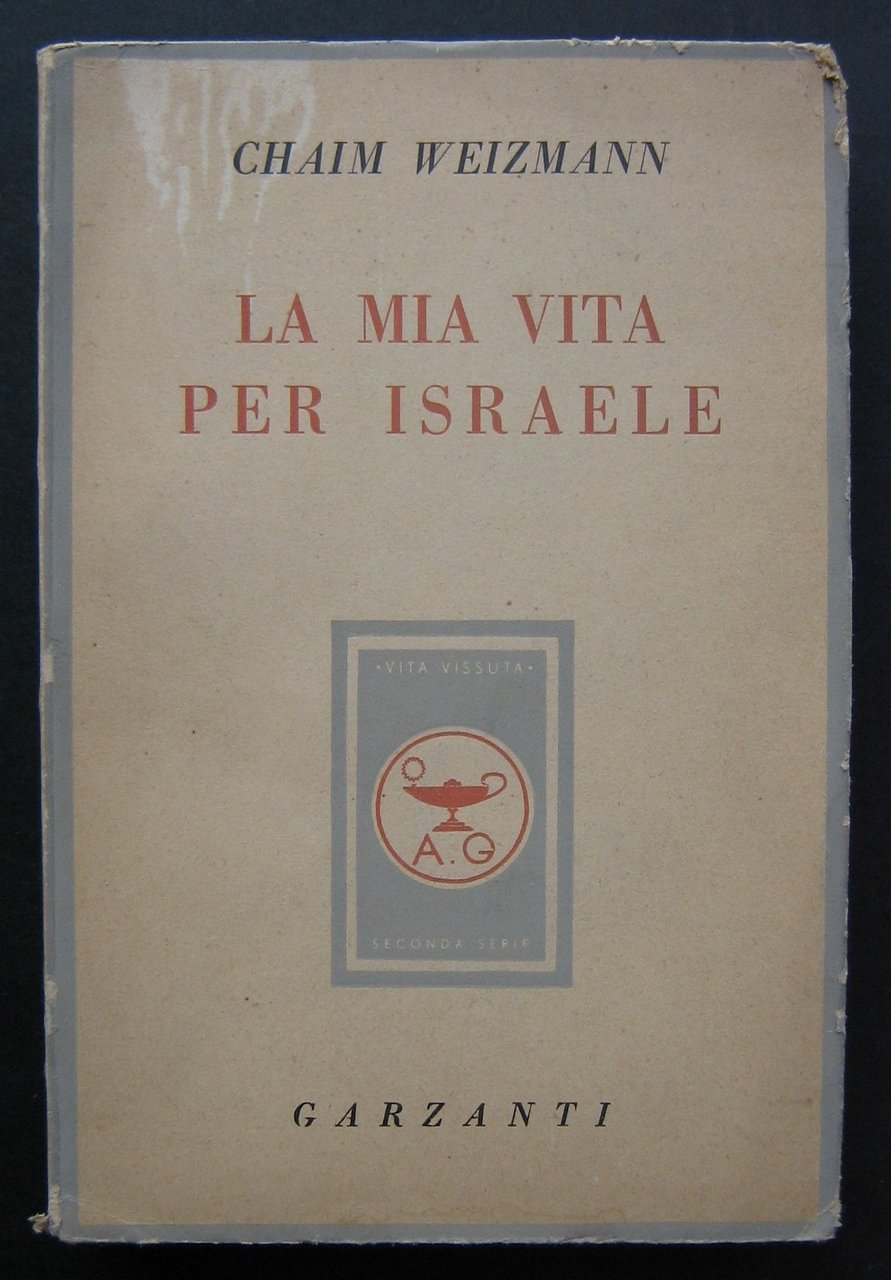 CHAIM WEIZMANN
LA MIA VITA
PER ISRAELE
·VITA VISSUTA·
A.G
SECONDA SERIE
GARZANTI